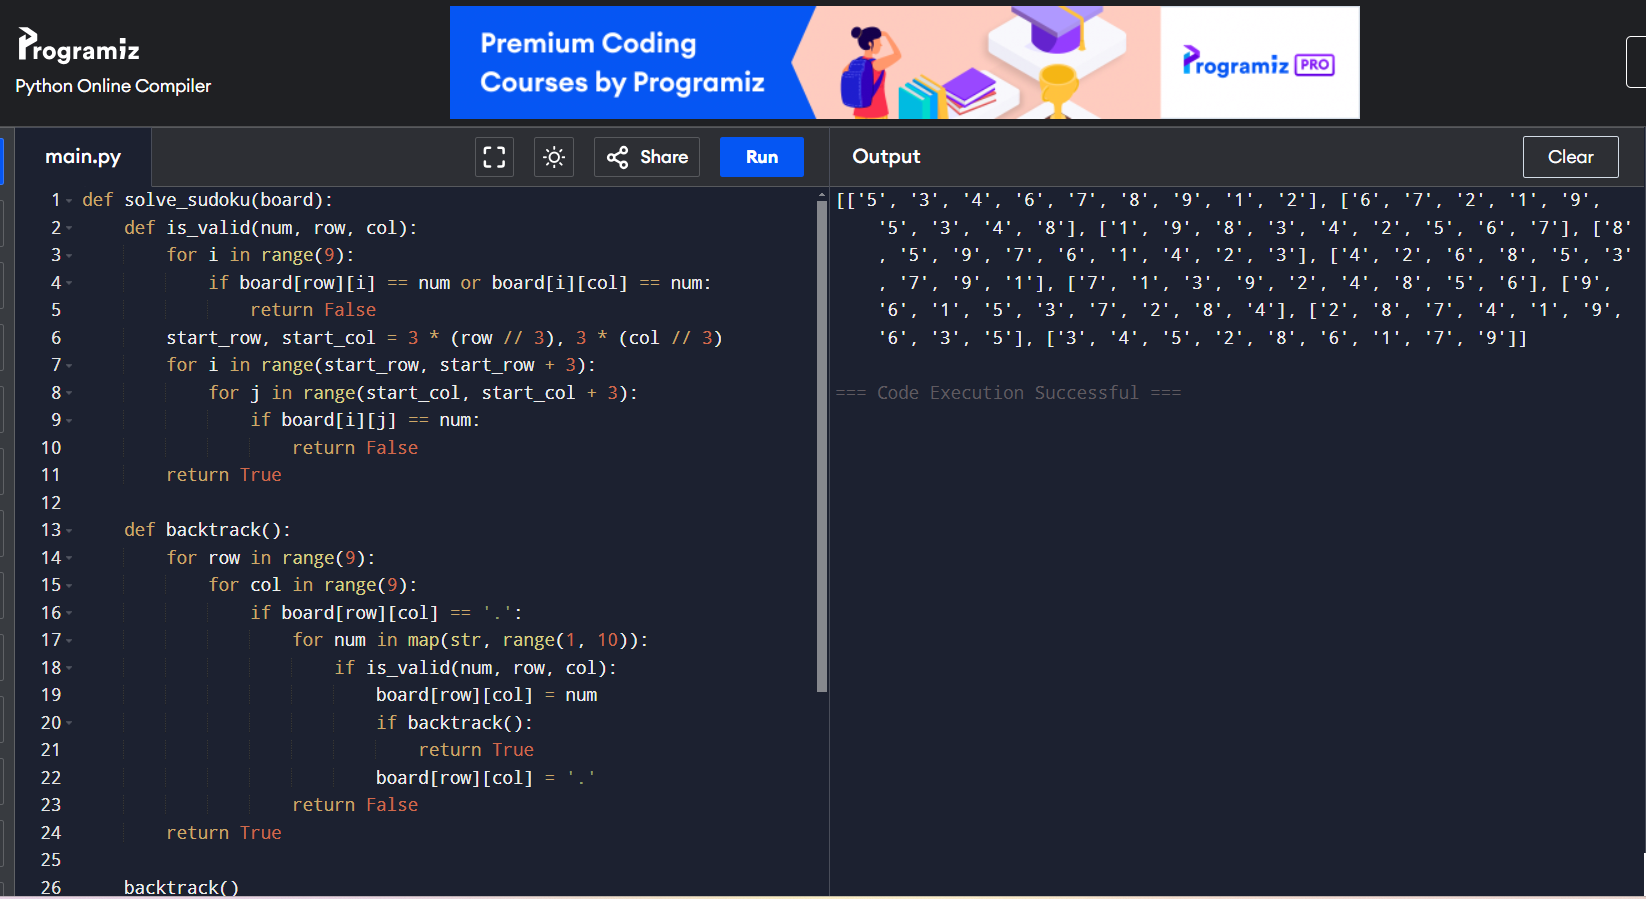 Programiz
Python Online Compiler
Premium Coding
Courses by Programiz
Programiz PRO
main.py
Share
Run
Output
Clear
1 def solve_sudoku(board):
2     def is_valid(num, row, col):
3         for i in range(9):
4             if board[row][i] == num or board[i][col] == num:
5                 return False
6         start_row, start_col = 3 * (row // 3), 3 * (col // 3)
7         for i in range(start_row, start_row + 3):
8             for j in range(start_col, start_col + 3):
9                 if board[i][j] == num:
10                     return False
11         return True
12
13     def backtrack():
14         for row in range(9):
15             for col in range(9):
16                 if board[row][col] == '.':
17                     for num in map(str, range(1, 10)):
18                         if is_valid(num, row, col):
19                             board[row][col] = num
20                             if backtrack():
21                                 return True
22                             board[row][col] = '.'
23                     return False
24         return True
25
26     backtrack()
[['5', '3', '4', '6', '7', '8', '9', '1', '2'], ['6', '7', '2', '1', '9',
'5', '3', '4', '8'], ['1', '9', '8', '3', '4', '2', '5', '6', '7'], ['8'
, '5', '9', '7', '6', '1', '4', '2', '3'], ['4', '2', '6', '8', '5', '3'
, '7', '9', '1'], ['7', '1', '3', '9', '2', '4', '8', '5', '6'], ['9',
'6', '1', '5', '3', '7', '2', '8', '4'], ['2', '8', '7', '4', '1', '9',
'6', '3', '5'], ['3', '4', '5', '2', '8', '6', '1', '7', '9']]
=== Code Execution Successful ===